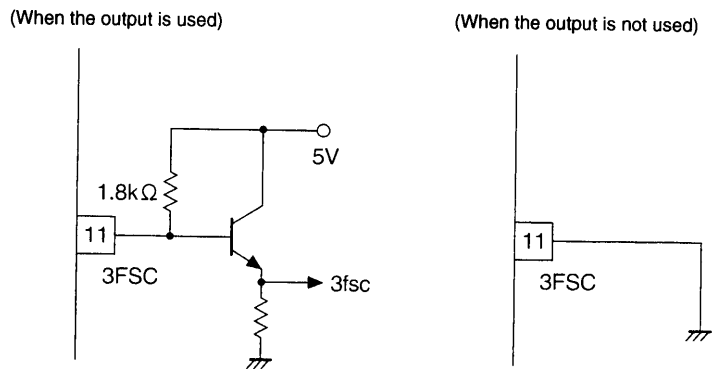 (When the output is used)
(When the output is not used)
5V
1.8kΩ
11
3FSC
3fsc
11
3FSC